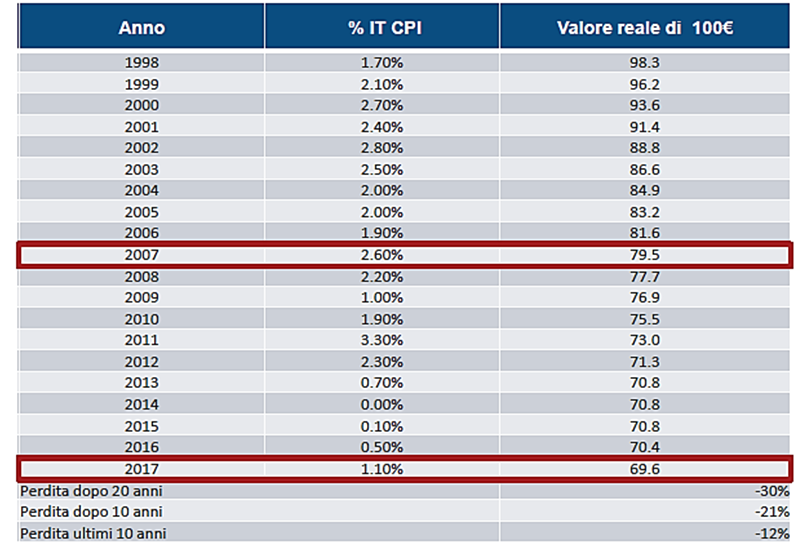 Anno % IT CPI Valore reale di 100€
1998 1.70% 98.3
1999 2.10% 96.2
2000 2.70% 93.6
2001 2.40% 91.4
2002 2.80% 88.8
2003 2.50% 86.6
2004 2.00% 84.9
2005 2.00% 83.2
2006 1.90% 81.6
2007 2.60% 79.5
2008 2.20% 77.7
2009 1.00% 76.9
2010 1.90% 75.5
2011 3.30% 73.0
2012 2.30% 71.3
2013 0.70% 70.8
2014 0.00% 70.8
2015 0.10% 70.8
2016 0.50% 70.4
2017 1.10% 69.6
Perdita dopo 20 anni -30%
Perdita dopo 10 anni -21%
Perdita ultimi 10 anni -12%